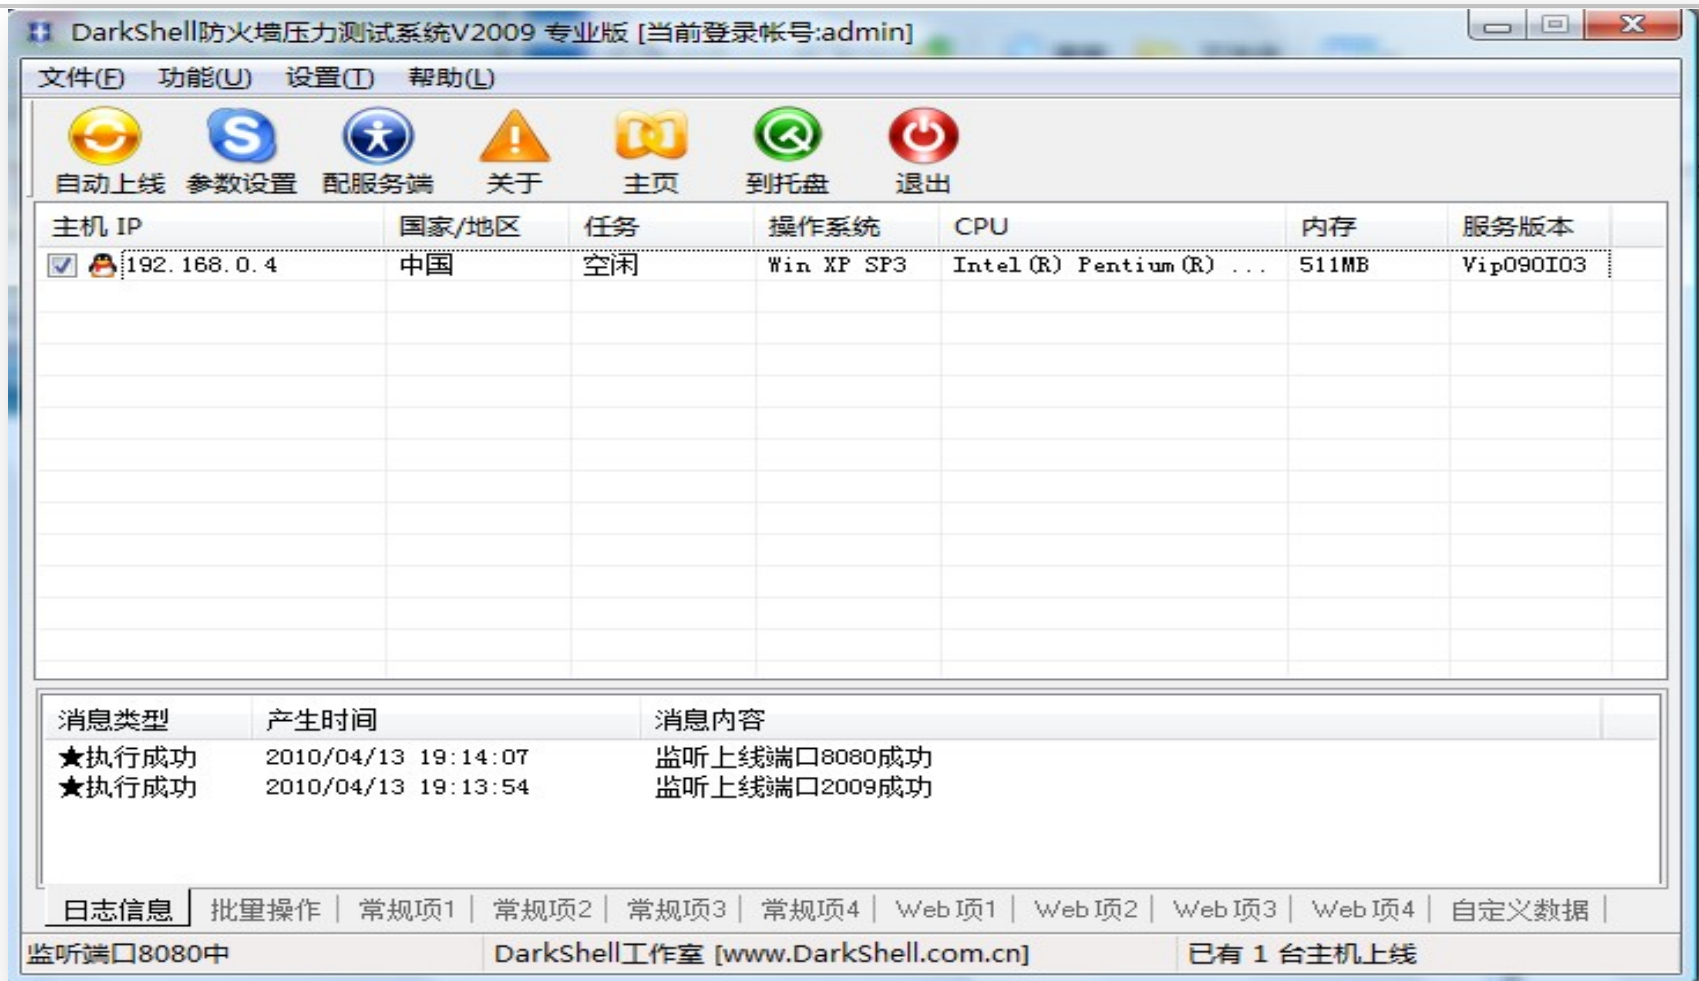 DarkShell防火墙压力测试系统V2009 专业版 [当前登录帐号:admin]
文件(F) 功能(U) 设置(T) 帮助(L)
自动上线 参数设置 配服务端 关于 主页 到托盘 退出
主机 IP 国家/地区 任务 操作系统 CPU 内存 服务版本
192.168.0.4 中国 空闲 Win XP SP3 Intel(R) Pentium(R) ... 511MB Vip090I03
消息类型 产生时间 消息内容
★执行成功 2010/04/13 19:14:07 监听上线端口8080成功
★执行成功 2010/04/13 19:13:54 监听上线端口2009成功
日志信息 批量操作 常规项1 常规项2 常规项3 常规项4 Web项1 Web项2 Web项3 Web项4 自定义数据
监听端口8080中 DarkShell工作室 [www.DarkShell.com.cn] 已有 1 台主机上线